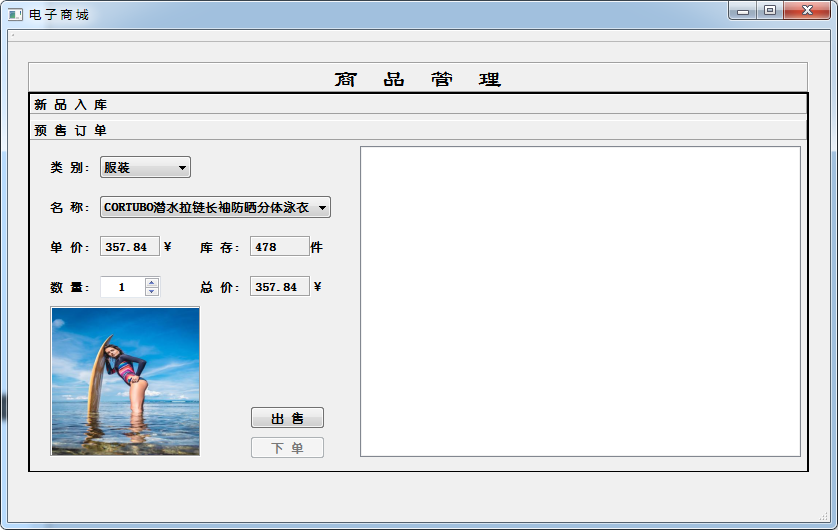 电子商城
商 品 管 理
新 品 入 库
预 售 订 单
类 别: 服装
名 称: CORTUBO潜水拉链长袖防晒分体泳衣
单 价: 357.84 ¥ 库 存: 478 件
数 量: 1 总 价: 357.84 ¥
出 售
下 单